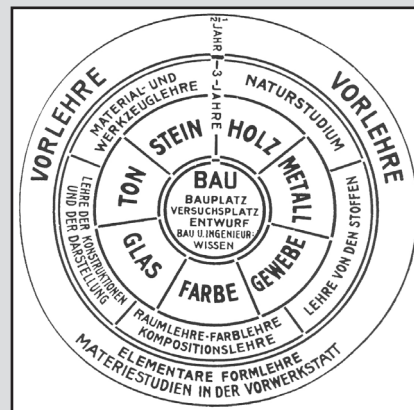 ½ JAHR
VORLEHRE
VORLEHRE
ELEMENTARE FORMLEHRE
MATERIESTUDIEN IN DER VORWERKSTATT
3 - JAHRE
MATERIAL- UND
WERKZEUGLEHRE
NATURSTUDIUM
LEHRE VON DEN STOFFEN
RAUMLEHRE·FARBLEHRE
KOMPOSITIONSLEHRE
LEHRE DER KONSTRUKTIONEN
UND DER DARSTELLUNG
STEIN
HOLZ
METALL
GEWEBE
FARBE
GLAS
TON
BAU
BAUPLATZ
VERSUCHSPLATZ
ENTWURF
BAU U.INGENIEUR-
WISSEN